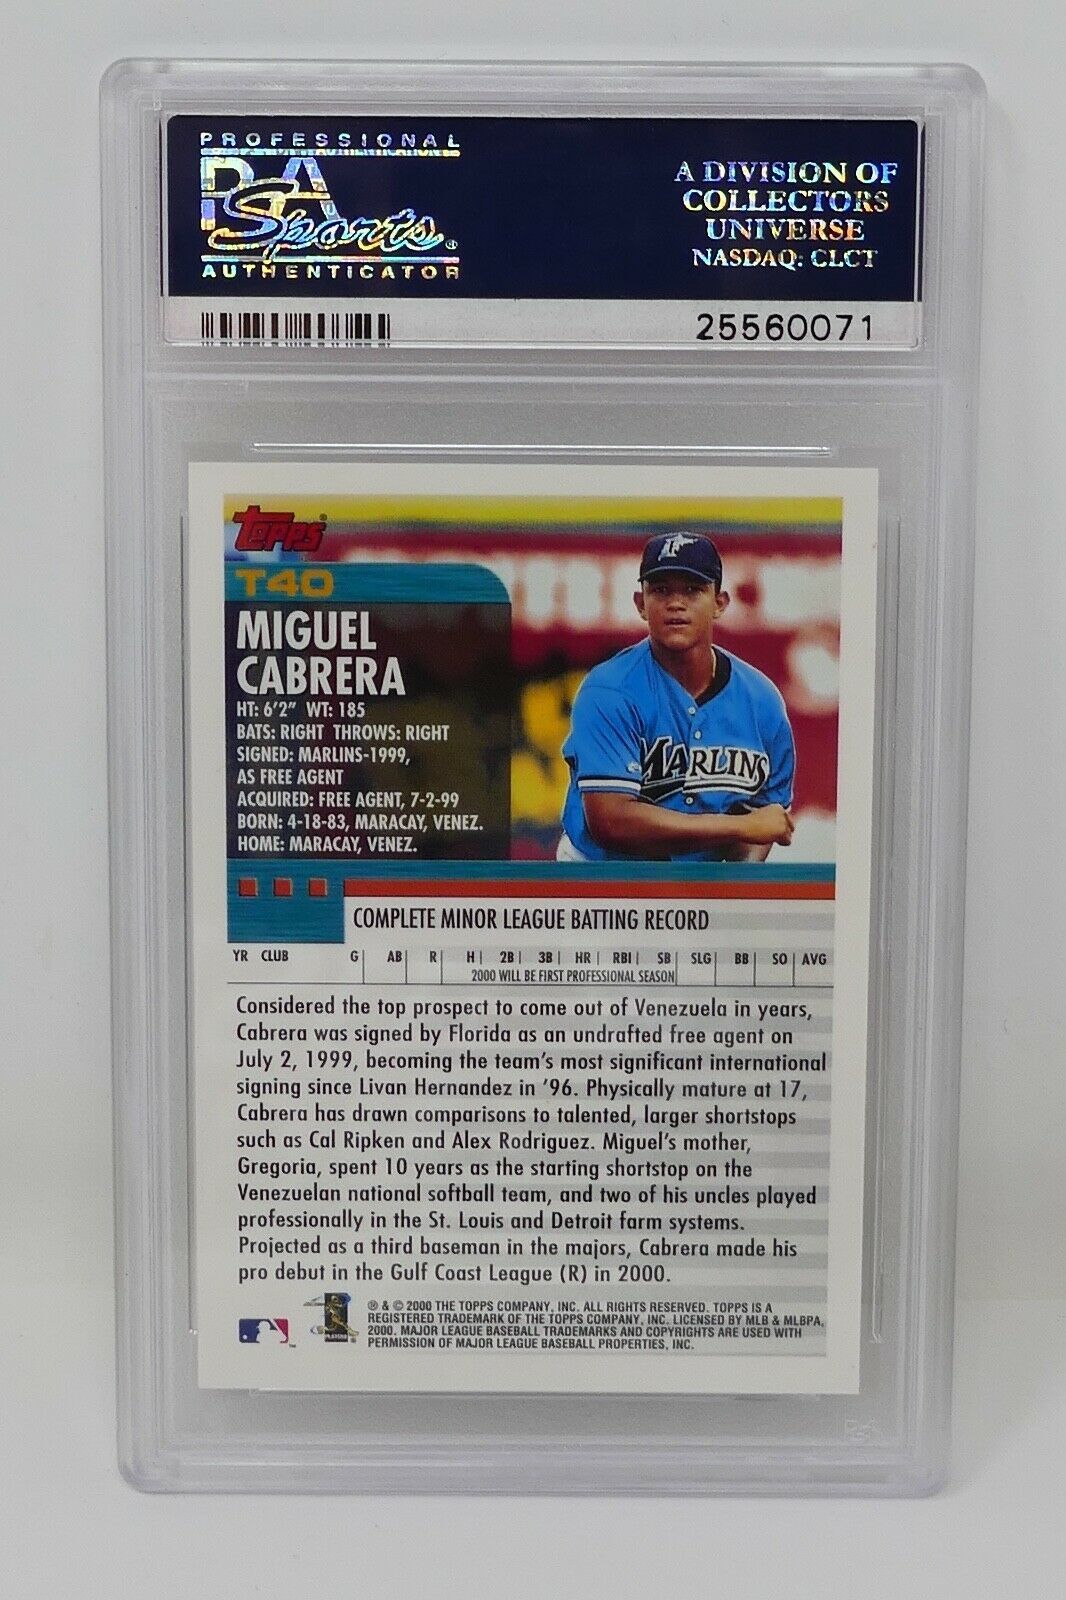 PROFESSIONAL
PSA
Sports®
AUTHENTICATOR
A DIVISION OF
COLLECTORS
UNIVERSE
NASDAQ: CLCT
25560071
Topps®
T40
MIGUEL
CABRERA
HT: 6'2" WT: 185
BATS: RIGHT THROWS: RIGHT
SIGNED: MARLINS-1999,
AS FREE AGENT
ACQUIRED: FREE AGENT, 7-2-99
BORN: 4-18-83, MARACAY, VENEZ.
HOME: MARACAY, VENEZ.
MARLINS
COMPLETE MINOR LEAGUE BATTING RECORD
YR CLUB G AB R H 2B 3B HR RBI SB SLG BB SO AVG
2000 WILL BE FIRST PROFESSIONAL SEASON
Considered the top prospect to come out of Venezuela in years,
Cabrera was signed by Florida as an undrafted free agent on
July 2, 1999, becoming the team's most significant international
signing since Livan Hernandez in '96. Physically mature at 17,
Cabrera has drawn comparisons to talented, larger shortstops
such as Cal Ripken and Alex Rodriguez. Miguel's mother,
Gregoria, spent 10 years as the starting shortstop on the
Venezuelan national softball team, and two of his uncles played
professionally in the St. Louis and Detroit farm systems.
Projected as a third baseman in the majors, Cabrera made his
pro debut in the Gulf Coast League (R) in 2000.
® & © 2000 THE TOPPS COMPANY, INC. ALL RIGHTS RESERVED. TOPPS IS A
REGISTERED TRADEMARK OF THE TOPPS COMPANY, INC. LICENSED BY MLB & MLBPA,
2000. MAJOR LEAGUE BASEBALL TRADEMARKS AND COPYRIGHTS ARE USED WITH
PERMISSION OF MAJOR LEAGUE BASEBALL PROPERTIES, INC.